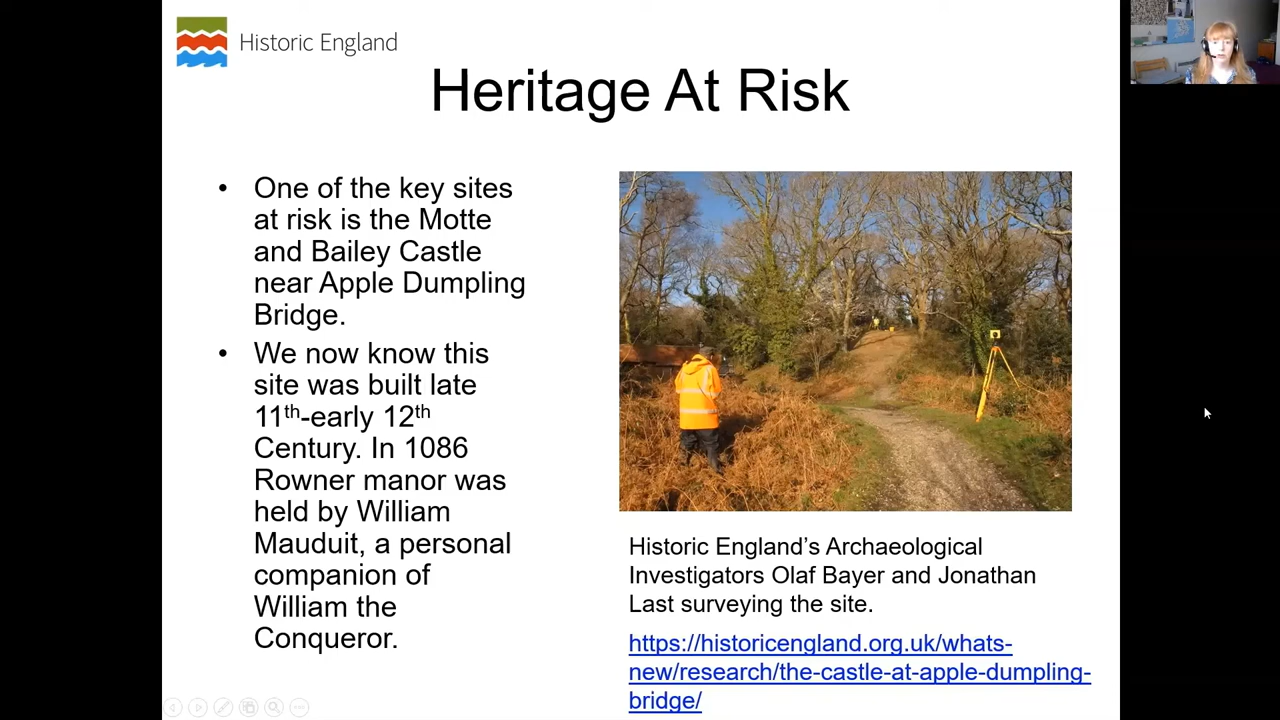 Historic England
Heritage At Risk
• One of the key sites
at risk is the Motte
and Bailey Castle
near Apple Dumpling
Bridge.
• We now know this
site was built late
11th-early 12th
Century. In 1086
Rowner manor was
held by William
Mauduit, a personal
companion of
William the
Conqueror.
Historic England’s Archaeological
Investigators Olaf Bayer and Jonathan
Last surveying the site.
https://historicengland.org.uk/whats-
new/research/the-castle-at-apple-dumpling-
bridge/